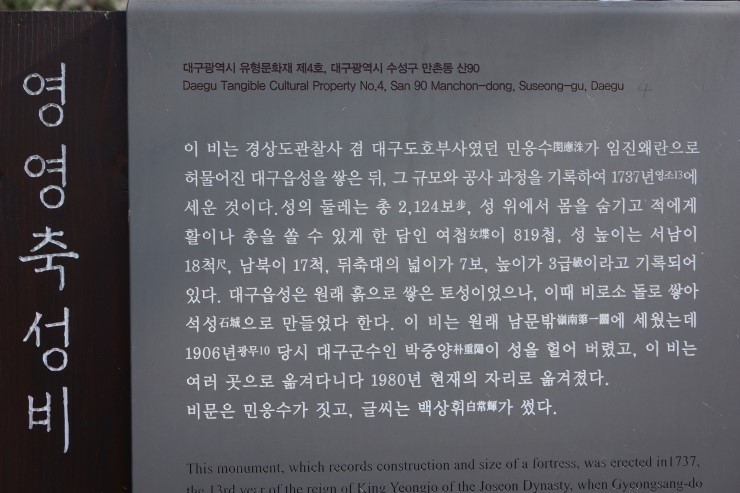 영영축성비
대구광역시 유형문화재 제4호, 대구광역시 수성구 만촌동 산90
Daegu Tangible Cultural Property No.4, San 90 Manchon-dong, Suseong-gu, Daegu
이 비는 경상도관찰사 겸 대구도호부사였던 민응수閔應洙가 임진왜란으로
허물어진 대구읍성을 쌓은 뒤, 그 규모와 공사 과정을 기록하여 1737년영조13에
세운 것이다.성의 둘레는 총 2,124보步, 성 위에서 몸을 숨기고 적에게
활이나 총을 쏠 수 있게 한 담인 여첩女堞이 819첩, 성 높이는 서남이
18척尺, 남북이 17척, 뒤축대의 넓이가 7보, 높이가 3급級이라고 기록되어
있다. 대구읍성은 원래 흙으로 쌓은 토성이었으나, 이때 비로소 돌로 쌓아
석성石城으로 만들었다 한다. 이 비는 원래 남문밖嶺南第一關에 세웠는데
1906년광무10 당시 대구군수인 박중양朴重陽이 성을 헐어 버렸고, 이 비는
여러 곳으로 옮겨다니다 1980년 현재의 자리로 옮겨졌다.
비문은 민응수가 짓고, 글씨는 백상휘白常輝가 썼다.
This monument, which records construction and size of a fortress, was erected in1737,
the 13rd year of the reign of King Yeongjo of the Joseon Dynasty, when Gyeongsang-do